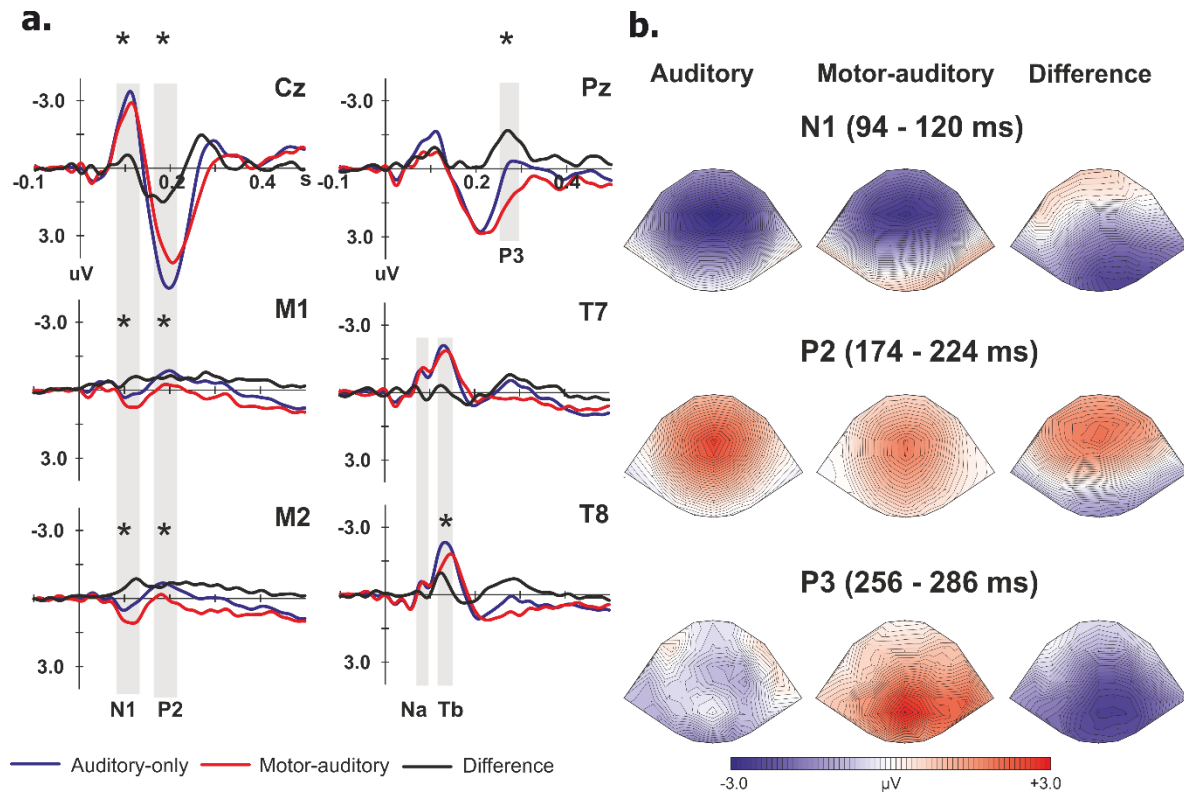 a.
* *
*
Cz
Pz
-3.0
-3.0
-0.1
0.2
0.4
s
-0.1
0.2
0.4
3.0
3.0
uV
uV
P3
M1
T7
-3.0
* *
-3.0
3.0
3.0
M2
T8
-3.0
* *
-3.0
*
3.0
3.0
N1 P2
Na Tb
Auditory-only Motor-auditory Difference
b.
Auditory Motor-auditory Difference
N1 (94 - 120 ms)
P2 (174 - 224 ms)
P3 (256 - 286 ms)
-3.0 µV +3.0